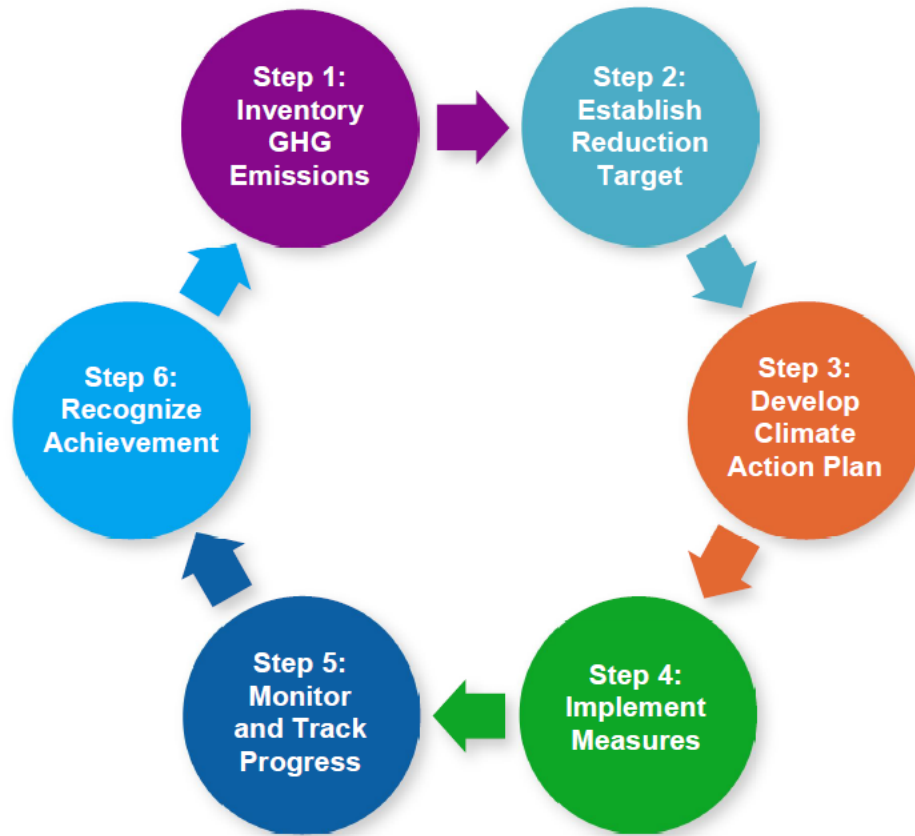 Step 1:
Inventory
GHG
Emissions
Step 2:
Establish
Reduction
Target
Step 3:
Develop
Climate
Action Plan
Step 4:
Implement
Measures
Step 5:
Monitor
and Track
Progress
Step 6:
Recognize
Achievement